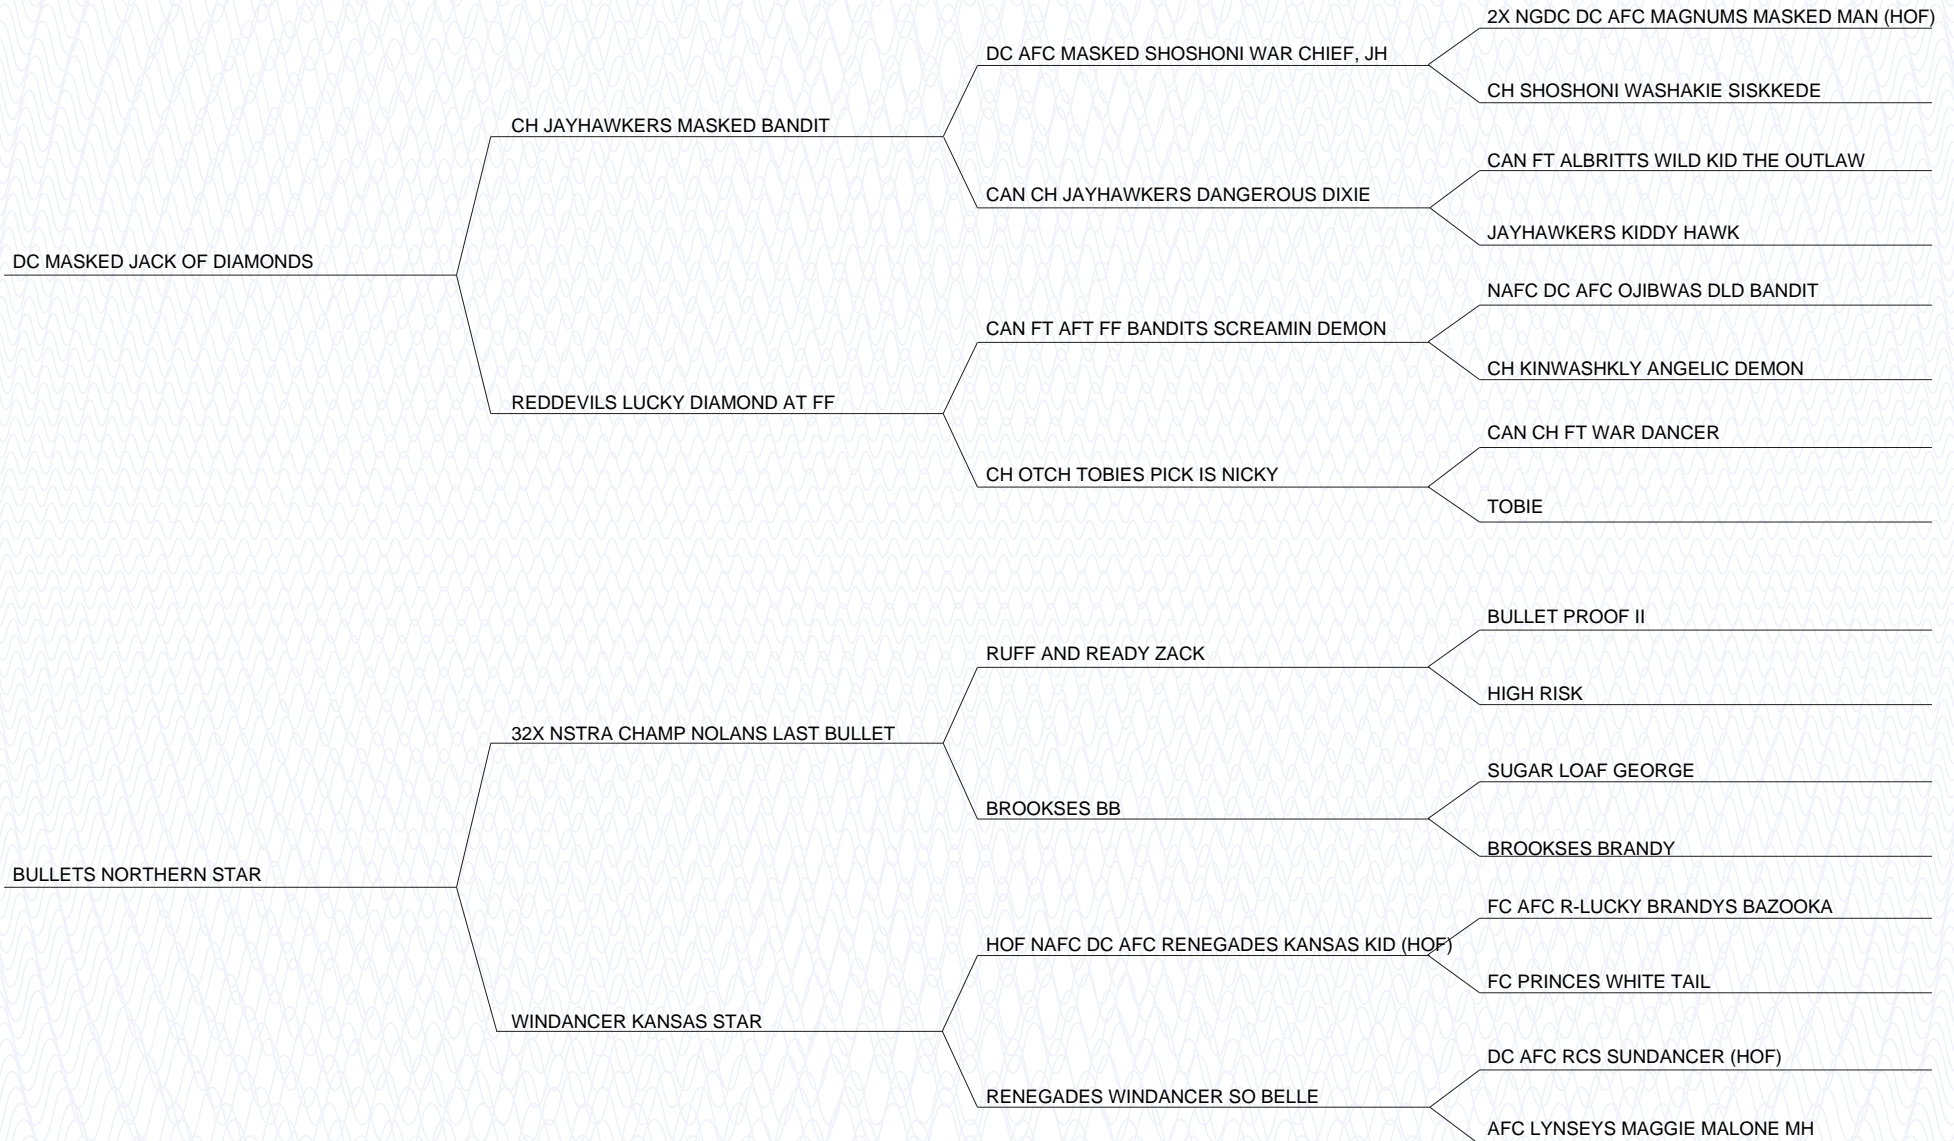 2X NGDC DC AFC MAGNUMS MASKED MAN (HOF)
DC AFC MASKED SHOSHONI WAR CHIEF, JH
CH SHOSHONI WASHAKIE SISKKEDE
CH JAYHAWKERS MASKED BANDIT
CAN FT ALBRITTS WILD KID THE OUTLAW
CAN CH JAYHAWKERS DANGEROUS DIXIE
JAYHAWKERS KIDDY HAWK
DC MASKED JACK OF DIAMONDS
NAFC DC AFC OJIBWAS DLD BANDIT
CAN FT AFT FF BANDITS SCREAMIN DEMON
CH KINWASHKLY ANGELIC DEMON
REDDEVILS LUCKY DIAMOND AT FF
CAN CH FT WAR DANCER
CH OTCH TOBIES PICK IS NICKY
TOBIE
BULLET PROOF II
RUFF AND READY ZACK
HIGH RISK
32X NSTRA CHAMP NOLANS LAST BULLET
SUGAR LOAF GEORGE
BROOKSES BB
BROOKSES BRANDY
BULLETS NORTHERN STAR
FC AFC R-LUCKY BRANDYS BAZOOKA
HOF NAFC DC AFC RENEGADES KANSAS KID (HOF)
FC PRINCES WHITE TAIL
WINDANCER KANSAS STAR
DC AFC RCS SUNDANCER (HOF)
RENEGADES WINDANCER SO BELLE
AFC LYNSEYS MAGGIE MALONE MH